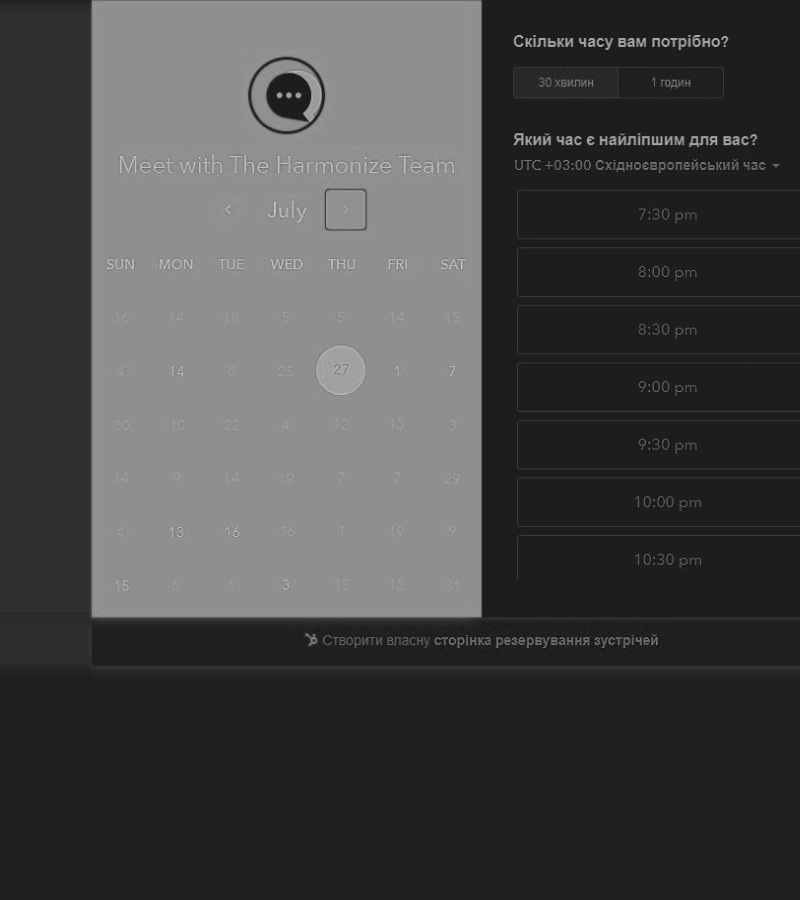 Meet with The Harmonize Team
July
SUN MON TUE WED THU FRI SAT
16 14 18 5 5 14 15
4 14 8 25 27 1 7
30 10 22 4 12 13 3
14 9 14 19 7 7 29
4 13 16 16 1 19 9
15 6 1 3 15 13 31
Скільки часу вам потрібно?
30 хвилин 1 годин
Який час є найліпшим для вас?
UTC +03:00 Східноєвропейський час
7:30 pm
8:00 pm
8:30 pm
9:00 pm
9:30 pm
10:00 pm
10:30 pm
Створити власну сторінка резервування зустрічей